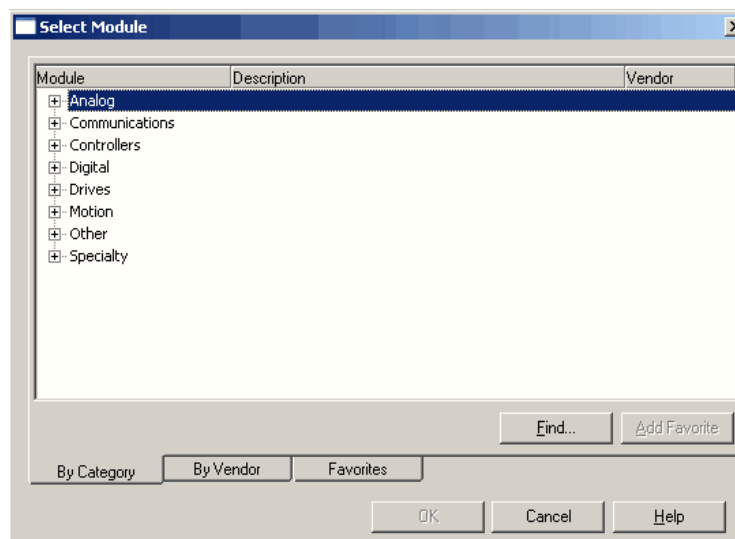 Select Module
Module Description Vendor
Analog
Communications
Controllers
Digital
Drives
Motion
Other
Specialty
Find... Add Favorite
By Category By Vendor Favorites
OK Cancel Help